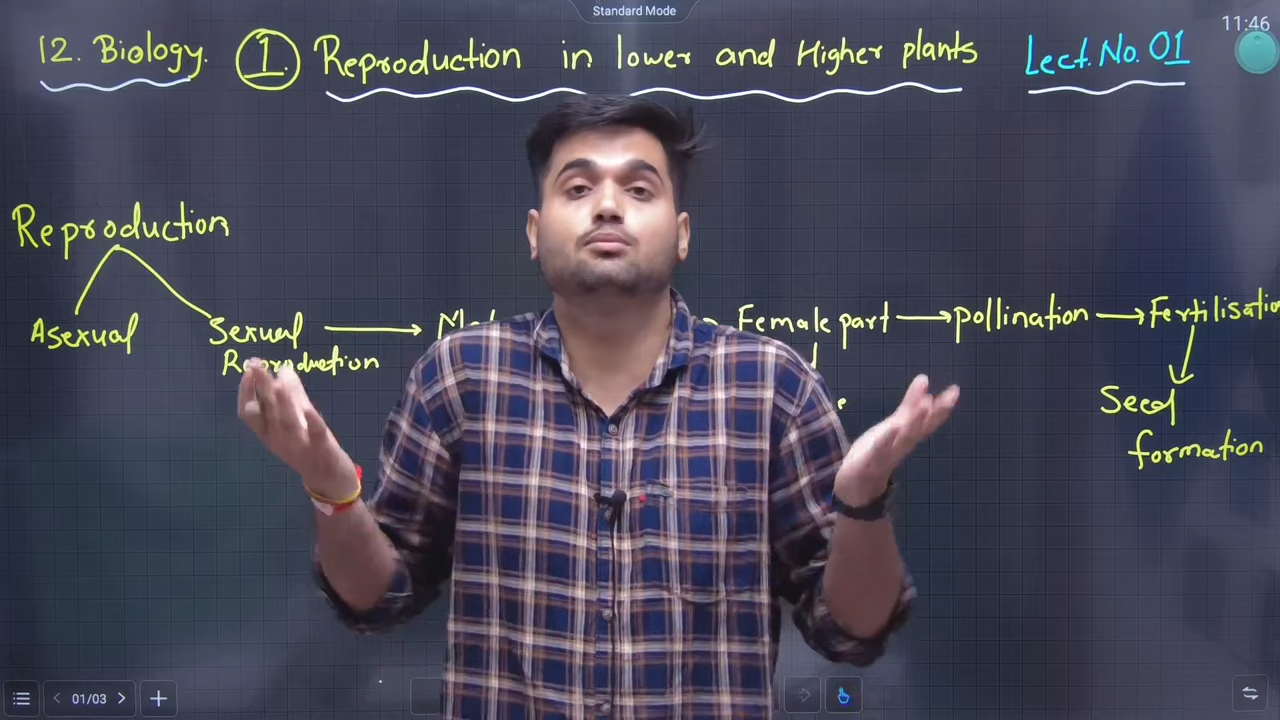 Standard Mode
11:46
12. Biology. 1. Reproduction in lower and Higher plants Lect. No. 01
Reproduction
Asexual
Sexual Reproduction
Female part
pollination
Seed formation
01/03